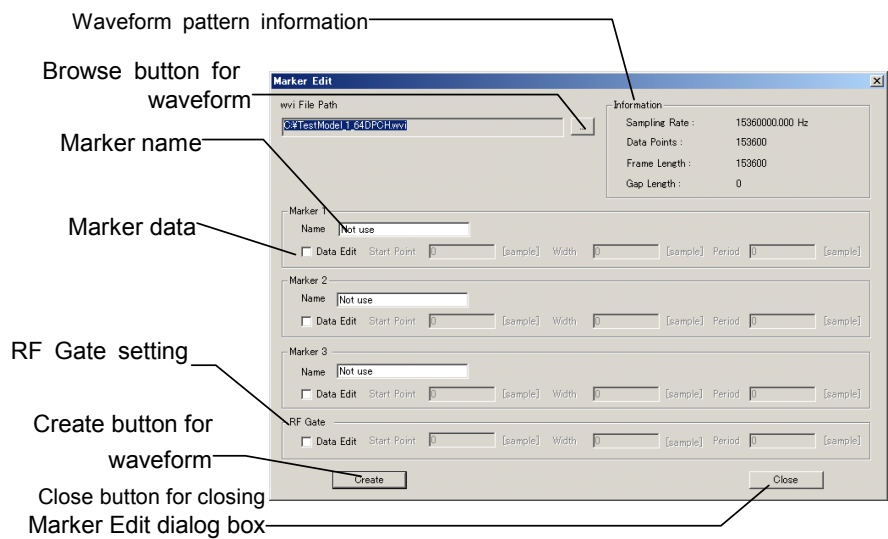 Waveform pattern information
Browse button for
waveform
Marker name
Marker data
RF Gate setting
Create button for
waveform
Close button for closing
Marker Edit dialog box
Marker Edit
wvi File Path
C:¥TestModel_1_64DPCH.wvi
...
Information
Sampling Rate : 15360000.000 Hz
Data Points : 153600
Frame Length : 153600
Gap Length : 0
Marker 1
Name Not use
Data Edit Start Point 0 [sample] Width 0 [sample] Period 0 [sample]
Marker 2
Name Not use
Data Edit Start Point 0 [sample] Width 0 [sample] Period 0 [sample]
Marker 3
Name Not use
Data Edit Start Point 0 [sample] Width 0 [sample] Period 0 [sample]
RF Gate
Data Edit Start Point 0 [sample] Width 0 [sample] Period 0 [sample]
Create Close